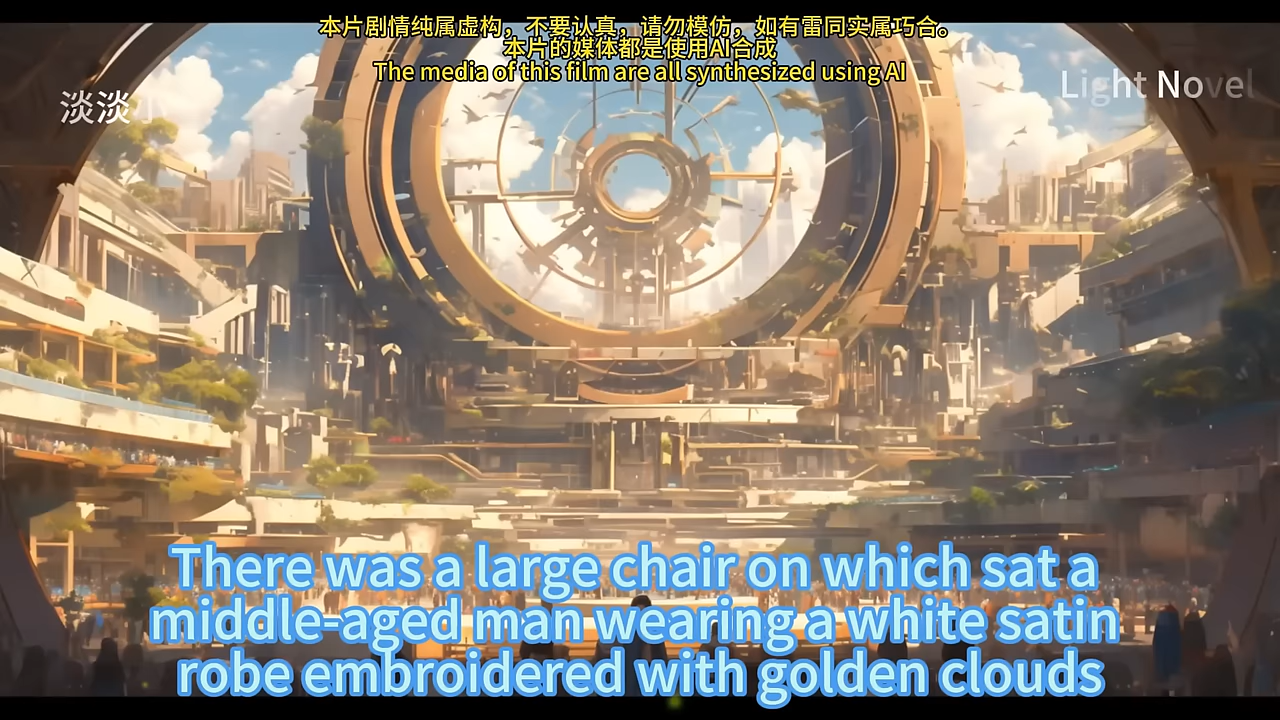 本片剧情纯属虚构，不要认真，请勿模仿，如有雷同实属巧合。
本片的媒体都是使用AI合成
The media of this film are all synthesized using AI
淡淡
Light Novel
There was a large chair on which sat a
middle-aged man wearing a white satin
robe embroidered with golden clouds